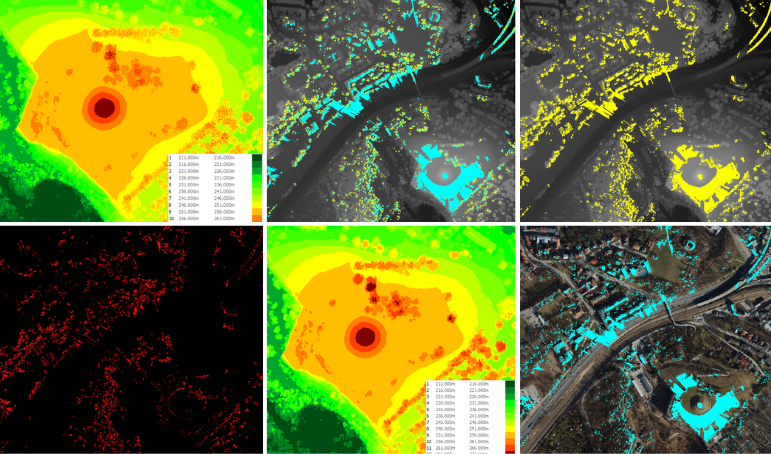 1 211.000m 216.000m
2 216.000m 221.000m
3 221.000m 226.000m
4 226.000m 231.000m
5 231.000m 236.000m
6 236.000m 241.000m
7 241.000m 246.000m
8 246.000m 251.000m
9 251.000m 256.000m
10 256.000m 261.000m
1 211.000m 216.000m
2 216.000m 221.000m
3 221.000m 226.000m
4 226.000m 231.000m
5 231.000m 236.000m
6 236.000m 241.000m
7 241.000m 246.000m
8 246.000m 251.000m
9 251.000m 256.000m
10 256.000m 261.000m
11 261.000m 266.000m